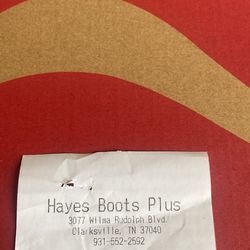 Hayes Boots Plus
3077 Wilma Rudolph Blvd.
Clarksville, TN 37040
931-552-2592